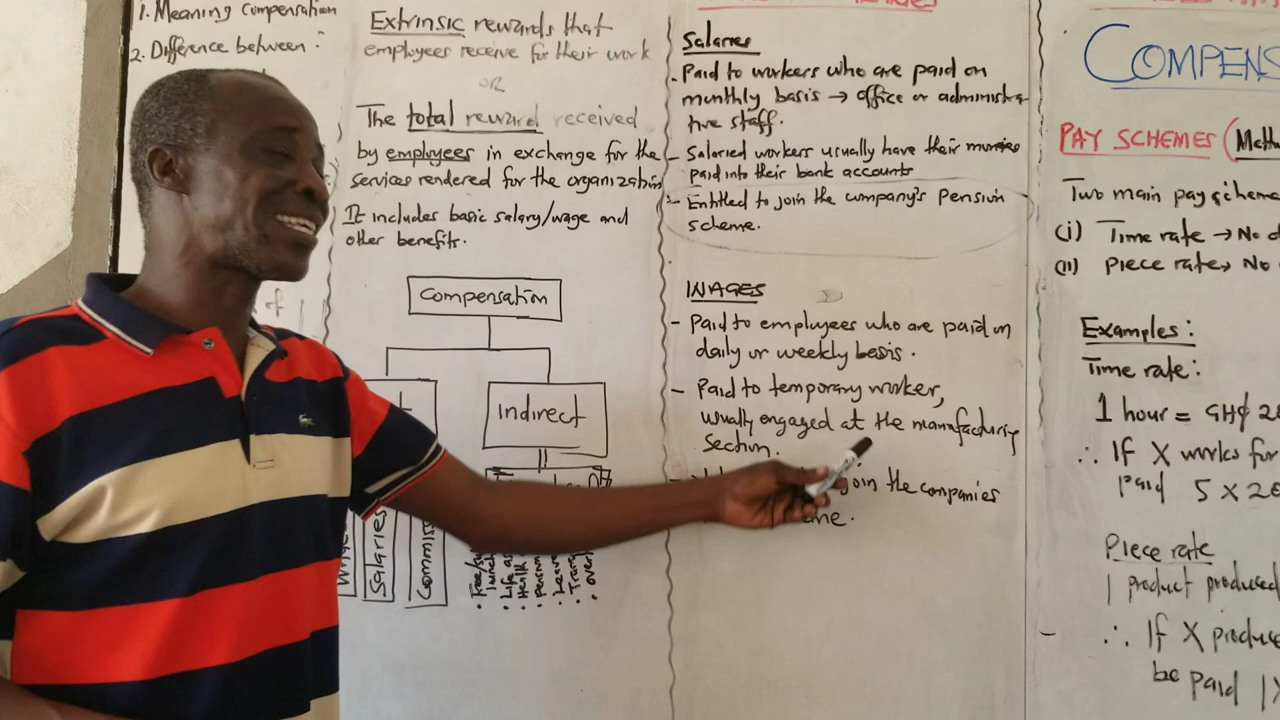 1. Meaning compensation
2. Difference between :
Extrinsic rewards that
employees receive for their work
OR
The total reward received
by employees in exchange for the
services rendered for the organization
It includes basic salary/wage and
other benefits.
Compensation
Indirect
Salaries
Commiss
Salaries
. Paid to workers who are paid on
monthly basis → office or administra-
tive staff.
- Salaried workers usually have their monies
paid into their bank accounts
- Entitled to join the company's pension
scheme.
WAGES
- Paid to employees who are paid on
daily or weekly basis.
- Paid to temporary worker,
usually engaged at the manufacturing
section.
join the companies
COMPENS
PAY SCHEMES (Meth
Two main pay scheme
(i) Time rate → No
(ii) Piece rate → No
Examples:
Time rate:
1 hour = GH¢ 2
∴ If X works for
paid 5 X 2
Piece rate
1 product produced
∴ If X produce
be paid 1